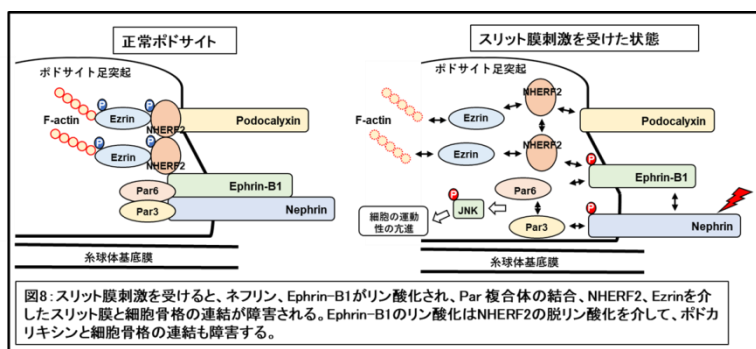 正常ポドサイト
ポドサイト足突起
F-actin
P
P
Ezrin
NHERF2
Podocalyxin
P
P
Ezrin
NHERF2
Par6
Ephrin-B1
Par3
Nephrin
糸球体基底膜
スリット膜刺激を受けた状態
ポドサイト足突起
F-actin
NHERF2
Ezrin
Podocalyxin
NHERF2
Ezrin
P
Ephrin-B1
Par6
P
JNK
細胞の運動
性の亢進
P
Par3
Nephrin
糸球体基底膜
図8:スリット膜刺激を受けると、ネフリン、Ephrin-B1がリン酸化され、Par 複合体の結合、NHERF2、Ezrinを介
したスリット膜と細胞骨格の連結が障害される。Ephrin-B1のリン酸化はNHERF2の脱リン酸化を介して、ポドカ
リキシンと細胞骨格の連結も障害する。